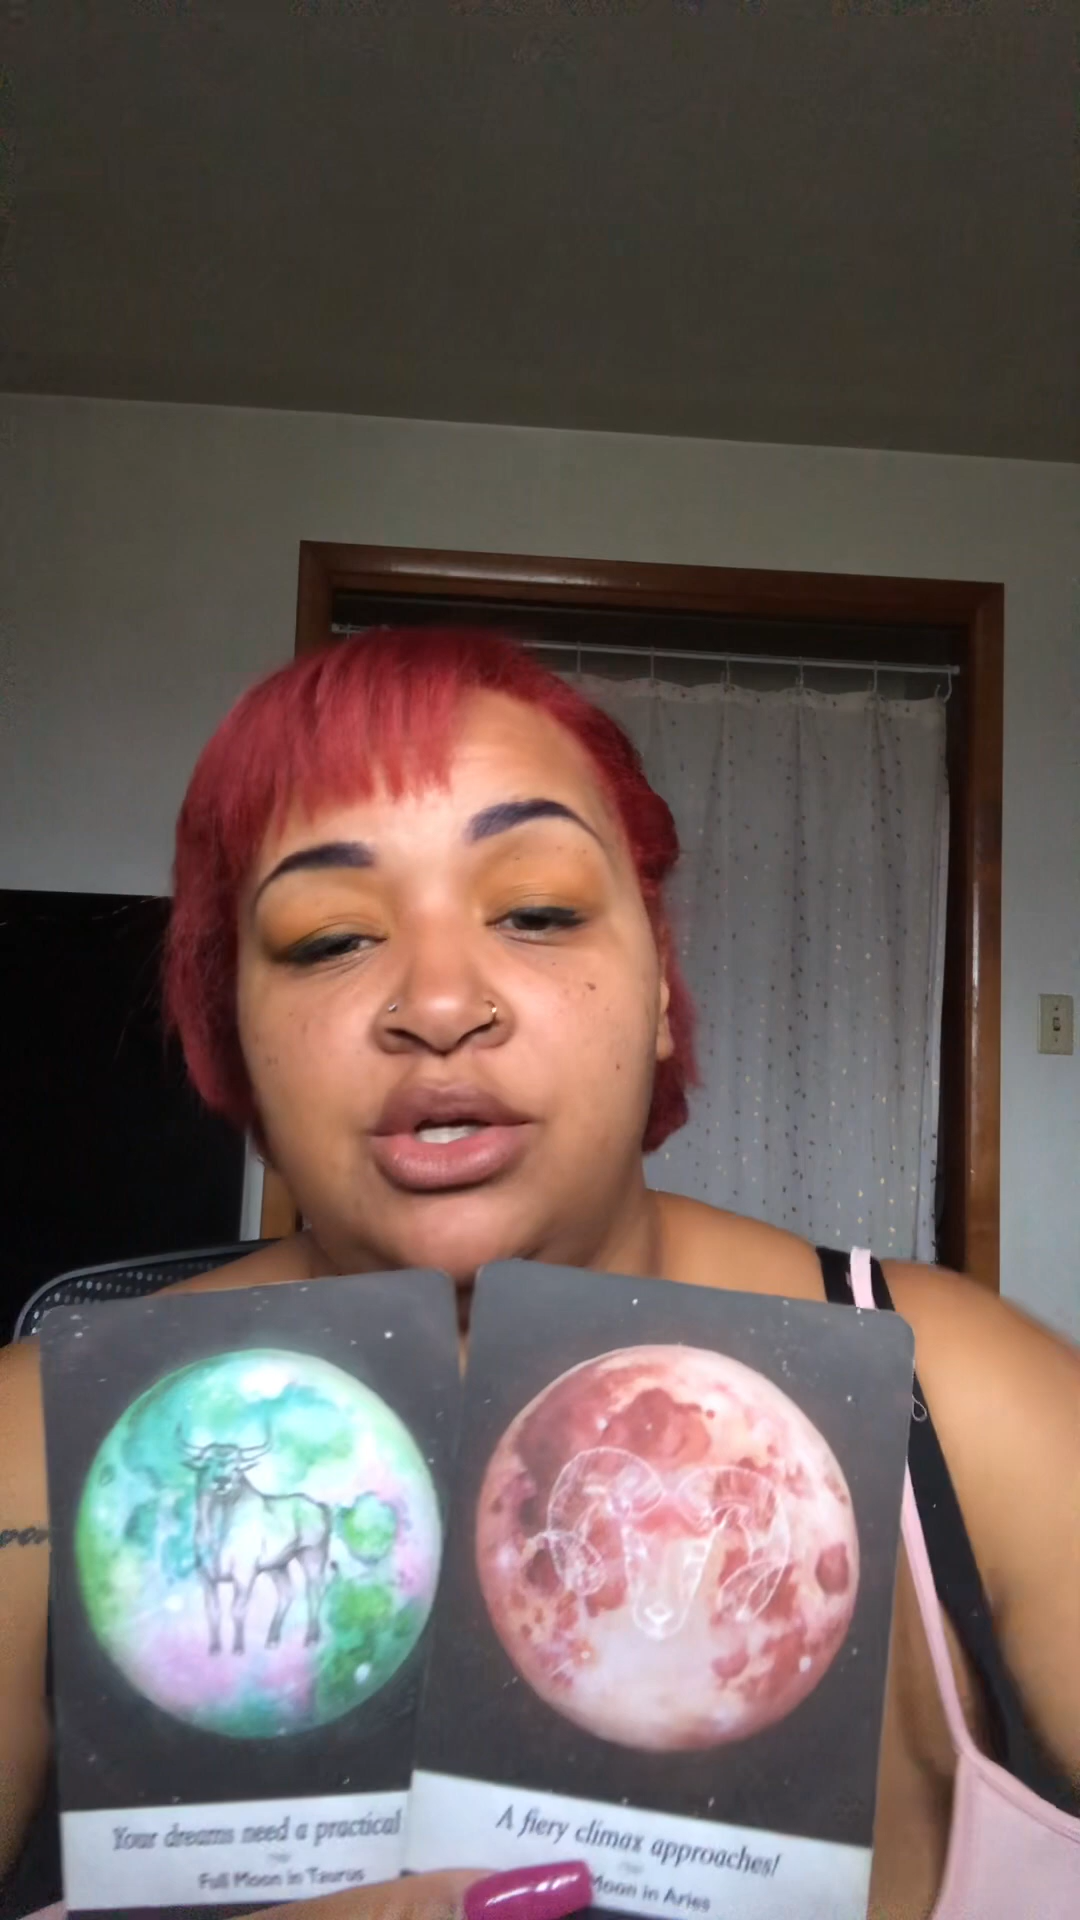 Your dreams need a practical
Full Moon in Taurus
A fiery climax approaches!
Moon in Aries